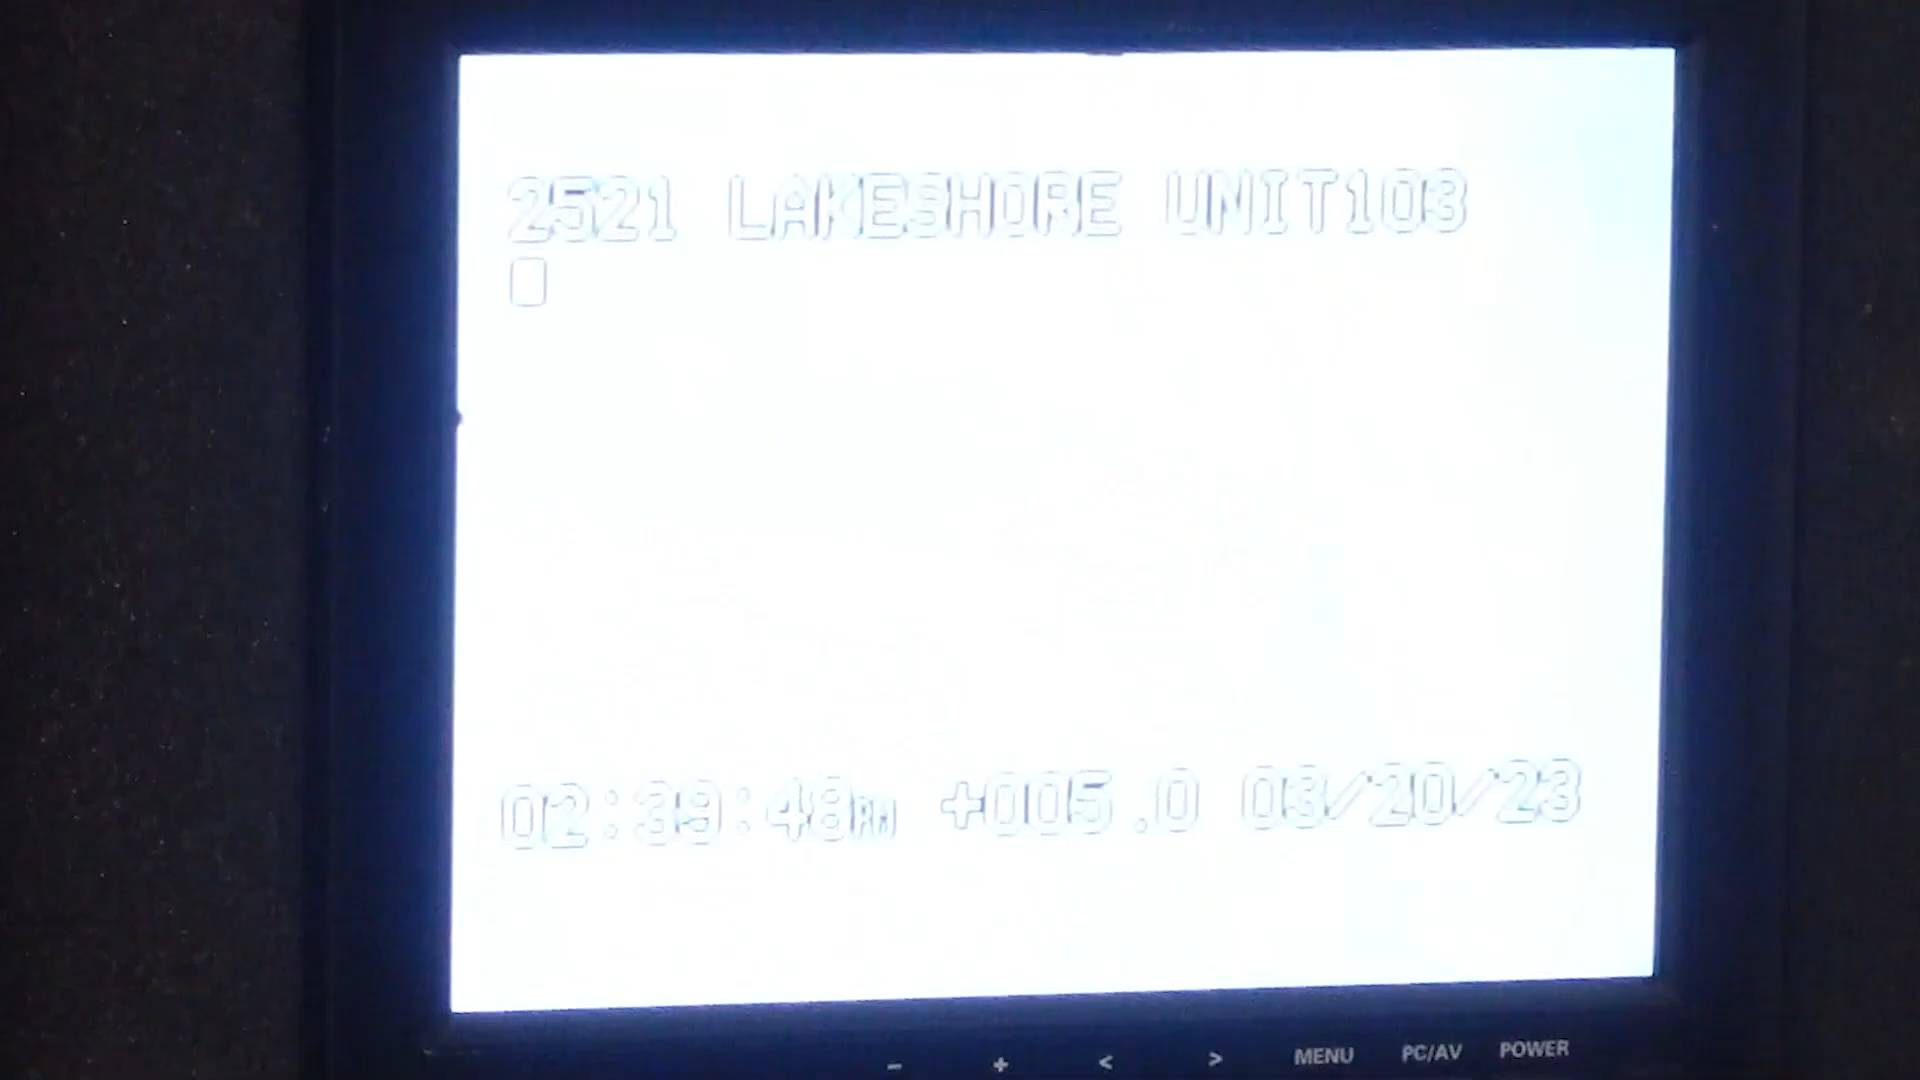 2521 LAKESHORE UNIT103
02:39:48PM +005.0 03/20/23
- + < > MENU PC/AV POWER